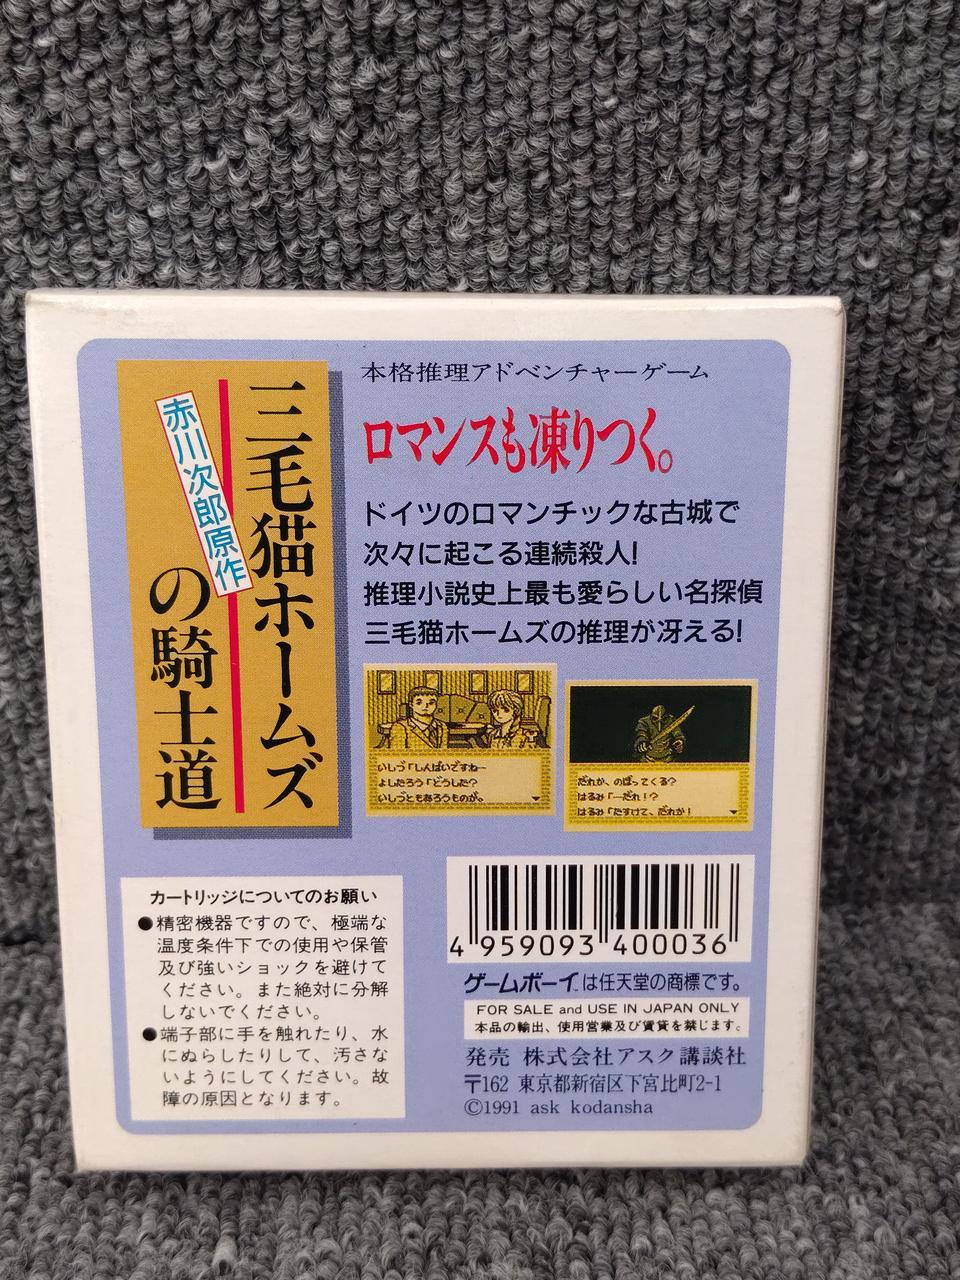 三毛猫ホームズ
の騎士道
赤川次郎原作
本格推理アドベンチャーゲーム
ロマンスも凍りつく。
ドイツのロマンチックな古城で
次々に起こる連続殺人!
推理小説史上最も愛らしい名探偵
三毛猫ホームズの推理が冴える!
いしづ「しんぱいですねー
よしたろう「どうした?
いしづともあろうものが。
だれか、のぼってくる?
はるみ「―だれ!?
はるみ「たすけて、だれか!
カートリッジについてのお願い
●精密機器ですので、極端な
温度条件下での使用や保管
及び強いショックを避けて
ください。また絶対に分解
しないでください。
●端子部に手を触れたり、水
にぬらしたりして、汚さな
いようにしてください。故
障の原因となります。
4 959093 400036
ゲームボーイ™は任天堂の商標です。
FOR SALE and USE IN JAPAN ONLY
本品の輸出、使用営業及び賃貸を禁じます。
発売 株式会社アスク講談社
〒162 東京都新宿区下宮比町2-1
©1991 ask kodansha